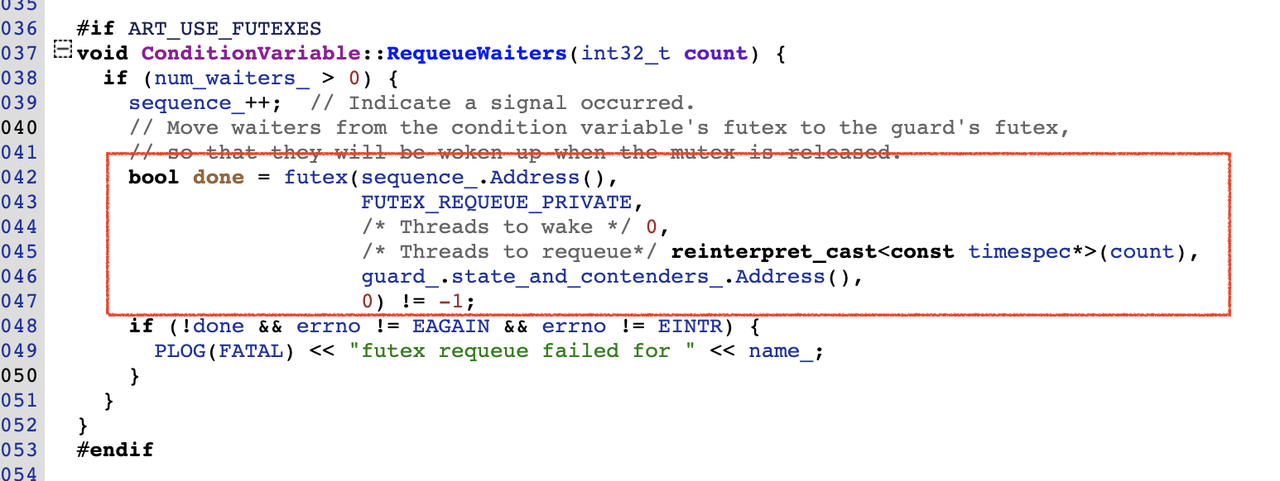 035
036 #if ART_USE_FUTEXES
037 void ConditionVariable::RequeueWaiters(int32_t count) {
038   if (num_waiters_ > 0) {
039     sequence_++;  // Indicate a signal occurred.
040     // Move waiters from the condition variable's futex to the guard's futex,
041     // so that they will be woken up when the mutex is released.
042     bool done = futex(sequence_.Address(),
043                       FUTEX_REQUEUE_PRIVATE,
044                       /* Threads to wake */ 0,
045                       /* Threads to requeue*/ reinterpret_cast<const timespec*>(count),
046                       guard_.state_and_contenders_.Address(),
047                       0) != -1;
048     if (!done && errno != EAGAIN && errno != EINTR) {
049       PLOG(FATAL) << "futex requeue failed for " << name_;
050     }
051   }
052 }
053 #endif
054